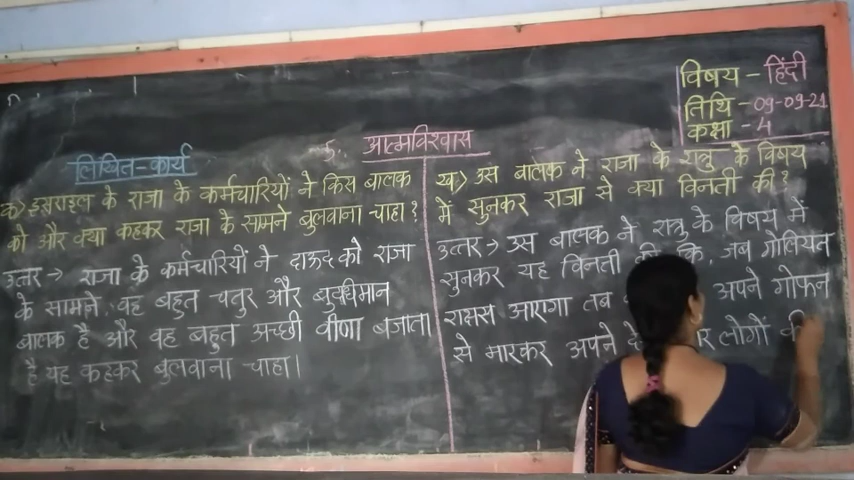 विषय - हिंदी
तिथि - 09-09-21
कक्षा - 4
5. आत्मविश्वास
लिखित-कार्य
क) इसराइल के राजा के कर्मचारियों ने किस बालक
को और क्या कहकर राजा के सामने बुलवाना चाहा?
उत्तर → राजा के कर्मचारियों ने दाऊद को राजा
के सामने, वह बहुत चतुर और बुद्धिमान
बालक है और वह बहुत अच्छी वीणा बजाता
है यह कहकर बुलवाना चाहा।
ख) उस बालक ने राजा के शत्रु के विषय
में सुनकर राजा से क्या विनती की?
उत्तर → उस बालक ने शत्रु के विषय में
सुनकर यह विनती की कि, जब गोलियत
राक्षस आएगा तब अपने गोफन
से मारकर अपने लोगों की